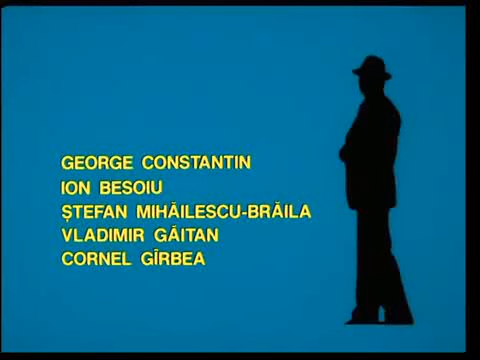 GEORGE CONSTANTIN
ION BESOIU
ȘTEFAN MIHĂILESCU-BRĂILA
VLADIMIR GĂITAN
CORNEL GÎRBEA